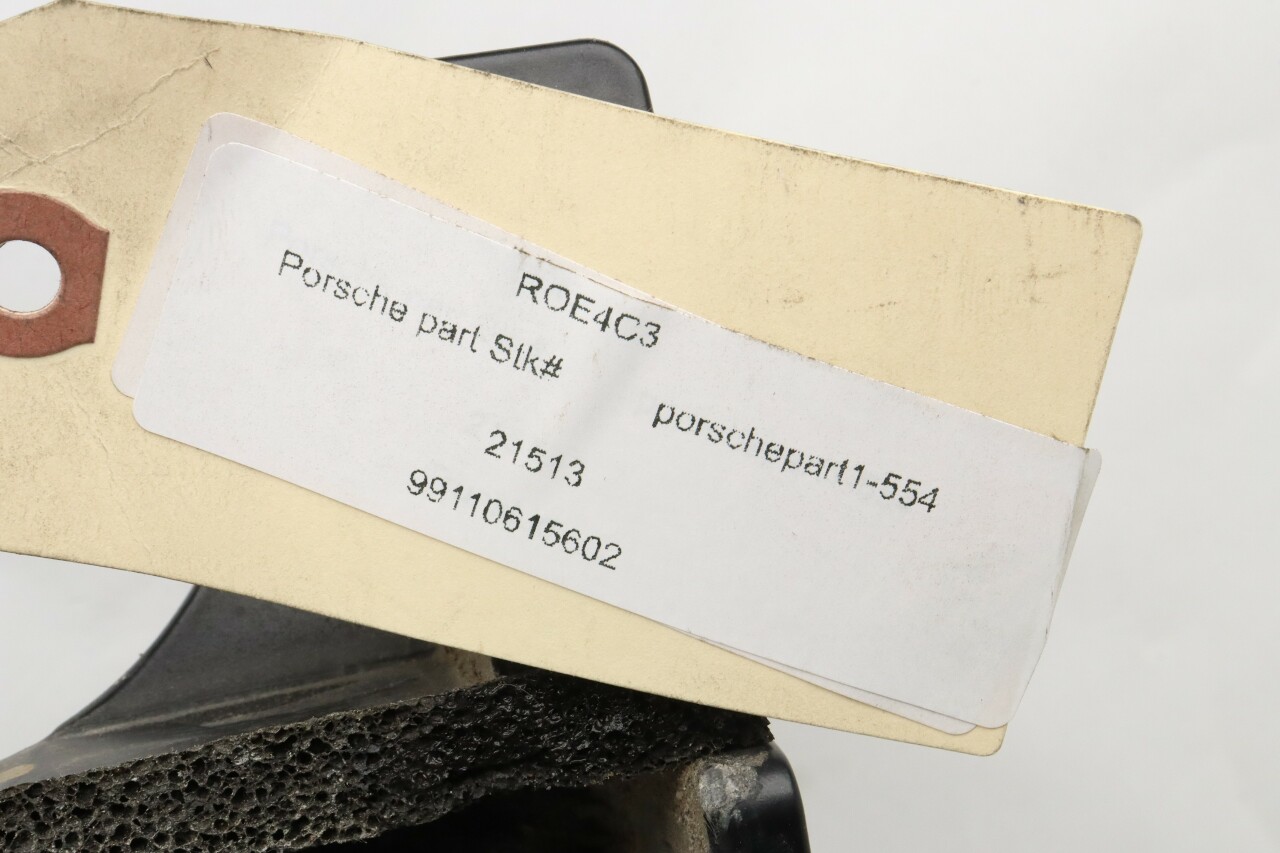 ROE4C3
Porsche part Stk#
porschepart1-554
21513
99110615602